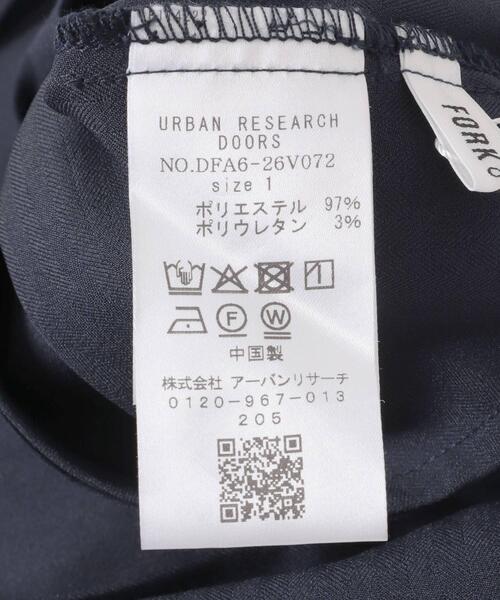 URBAN RESEARCH
DOORS
NO.DFA6-26V072
size 1
ポリエステル 97%
ポリウレタン 3%
F W
中国製
株式会社 アーバンリサーチ
0120-967-013
205
FORK